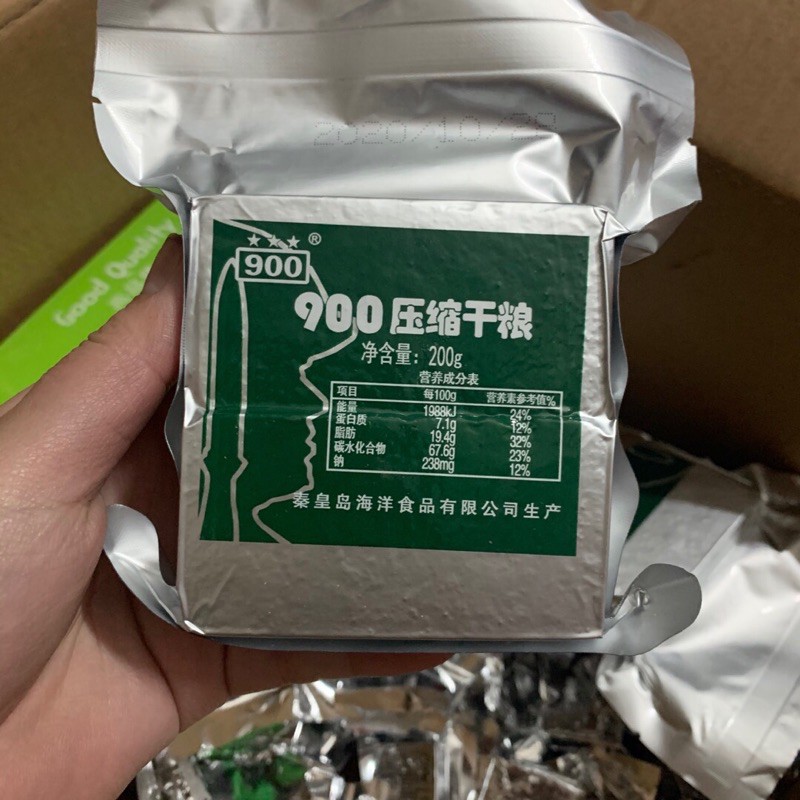 2020/10/28
Good Quality
★★★®
900
900压缩干粮
净含量：200g
营养成分表
项目 每100g 营养素参考值%
能量 1988kJ 24%
蛋白质 7.1g 12%
脂肪 19.4g 32%
碳水化合物 67.6g 23%
钠 238mg 12%
秦皇岛海洋食品有限公司生产